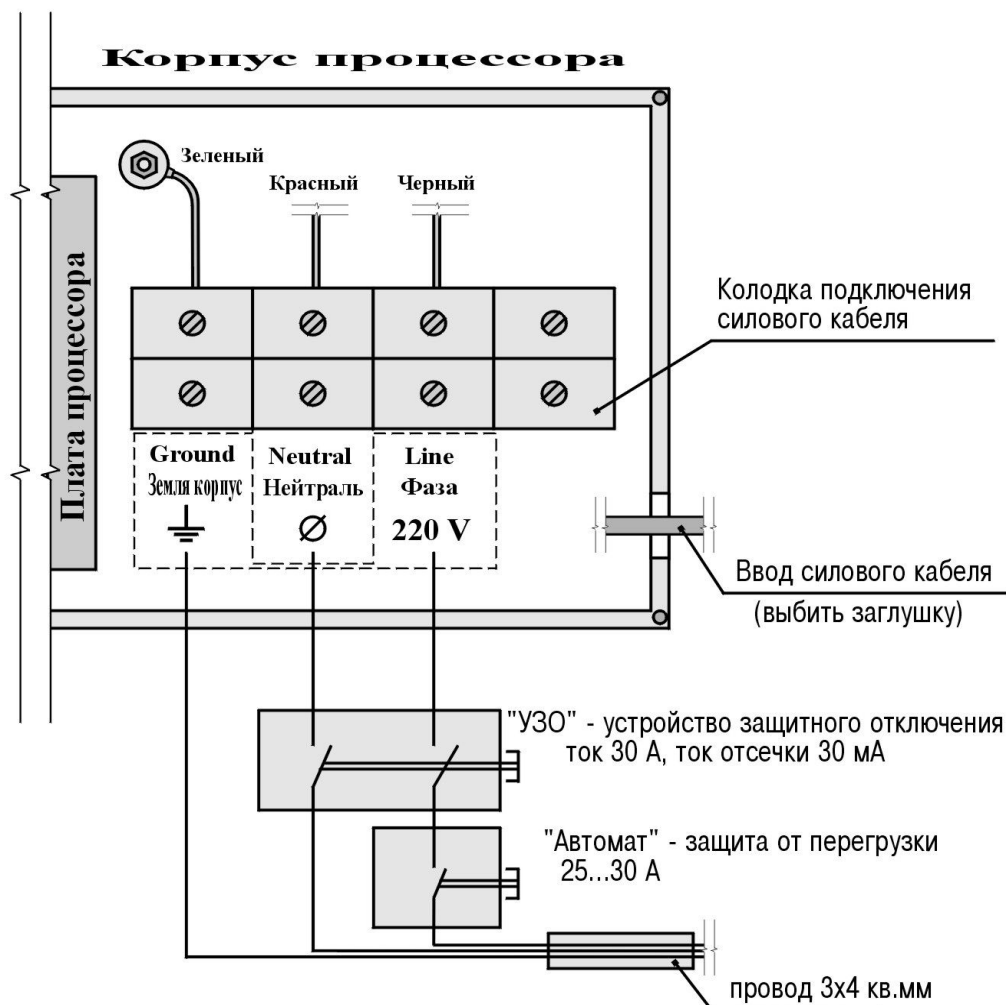 Корпус процессора
Зеленый
Красный
Черный
Плата процессора
Колодка подключения
силового кабеля
Ground
Земля корпус
Neutral
Нейтраль
Line
Фаза
220 V
Ввод силового кабеля
(выбить заглушку)
"УЗО" - устройство защитного отключения
ток 30 А, ток отсечки 30 мА
"Автомат" - защита от перегрузки
25...30 А
провод 3х4 кв.мм